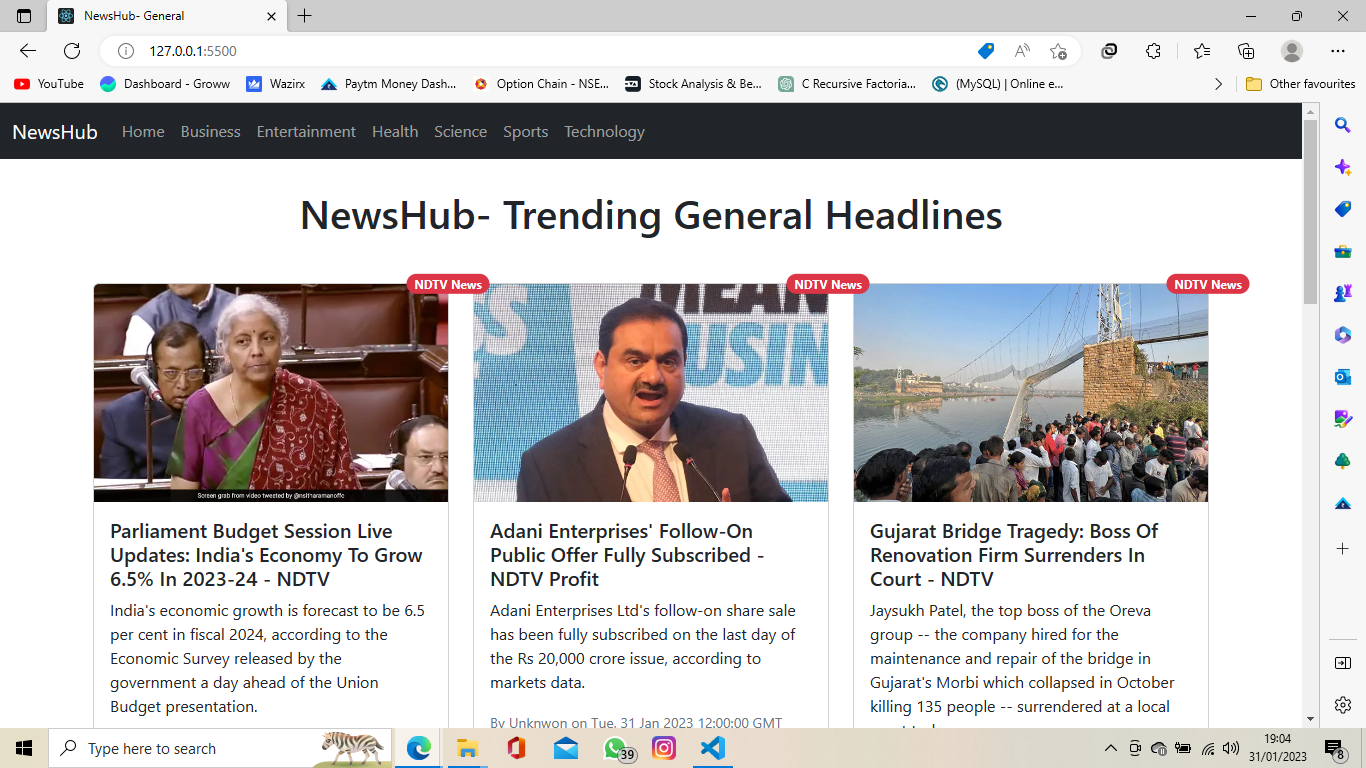 NewsHub- General
127.0.0.1:5500
YouTube
Dashboard - Groww
Wazirx
Paytm Money Dash...
Option Chain - NSE...
Stock Analysis & Be...
C Recursive Factoria...
(MySQL) | Online e...
Other favourites
NewsHub
Home
Business
Entertainment
Health
Science
Sports
Technology
NewsHub- Trending General Headlines
NDTV News
Screen grab from video tweeted by @nsitharamanoffc
Parliament Budget Session Live
Updates: India's Economy To Grow
6.5% In 2023-24 - NDTV
India's economic growth is forecast to be 6.5
per cent in fiscal 2024, according to the
Economic Survey released by the
government a day ahead of the Union
Budget presentation.
NDTV News
Adani Enterprises' Follow-On
Public Offer Fully Subscribed -
NDTV Profit
Adani Enterprises Ltd's follow-on share sale
has been fully subscribed on the last day of
the Rs 20,000 crore issue, according to
markets data.
By Unknwon on Tue, 31 Jan 2023 12:00:00 GMT
NDTV News
Gujarat Bridge Tragedy: Boss Of
Renovation Firm Surrenders In
Court - NDTV
Jaysukh Patel, the top boss of the Oreva
group -- the company hired for the
maintenance and repair of the bridge in
Gujarat's Morbi which collapsed in October
killing 135 people -- surrendered at a local
Type here to search
39
19:04
31/01/2023
8